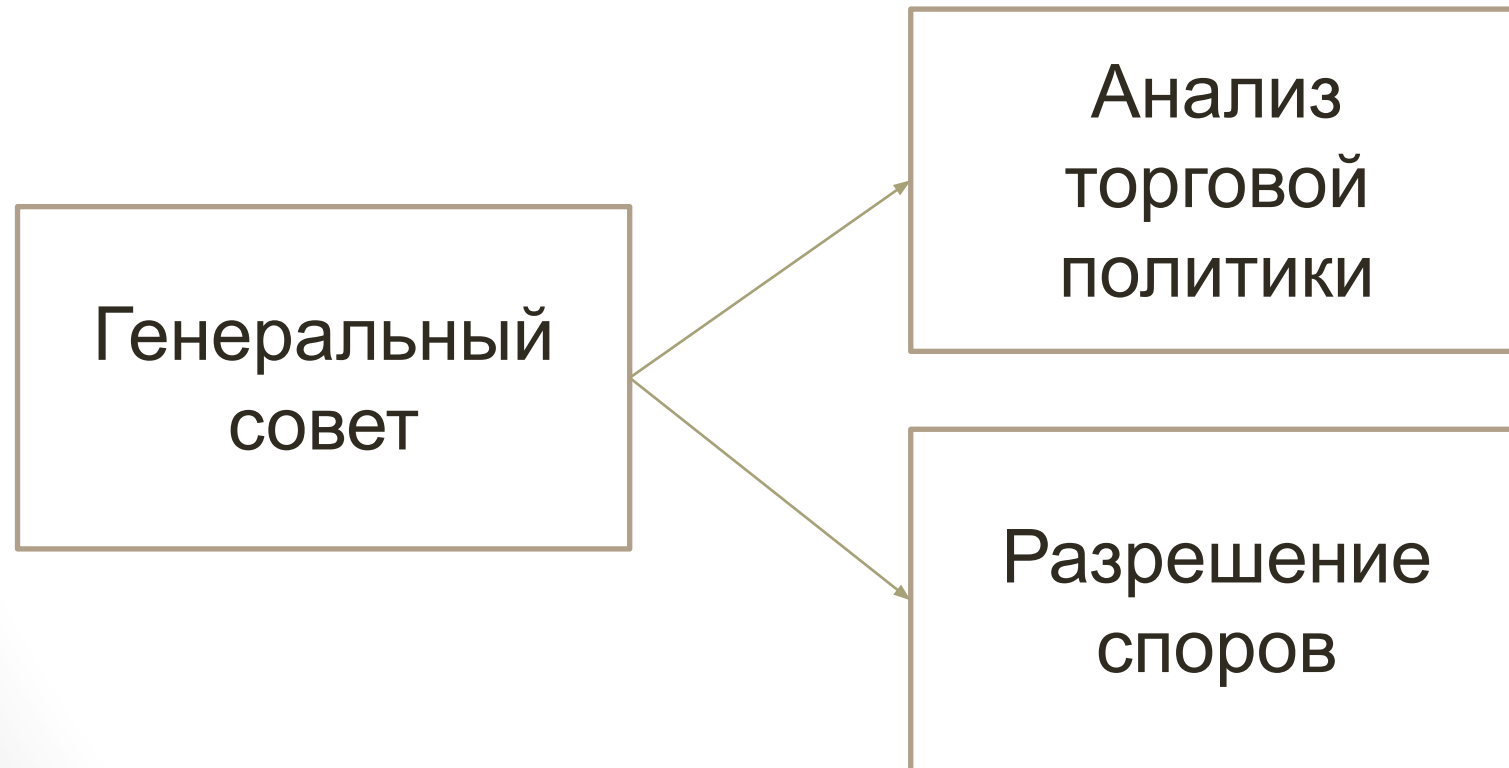 Генеральный
совет
Анализ
торговой
политики
Разрешение
споров